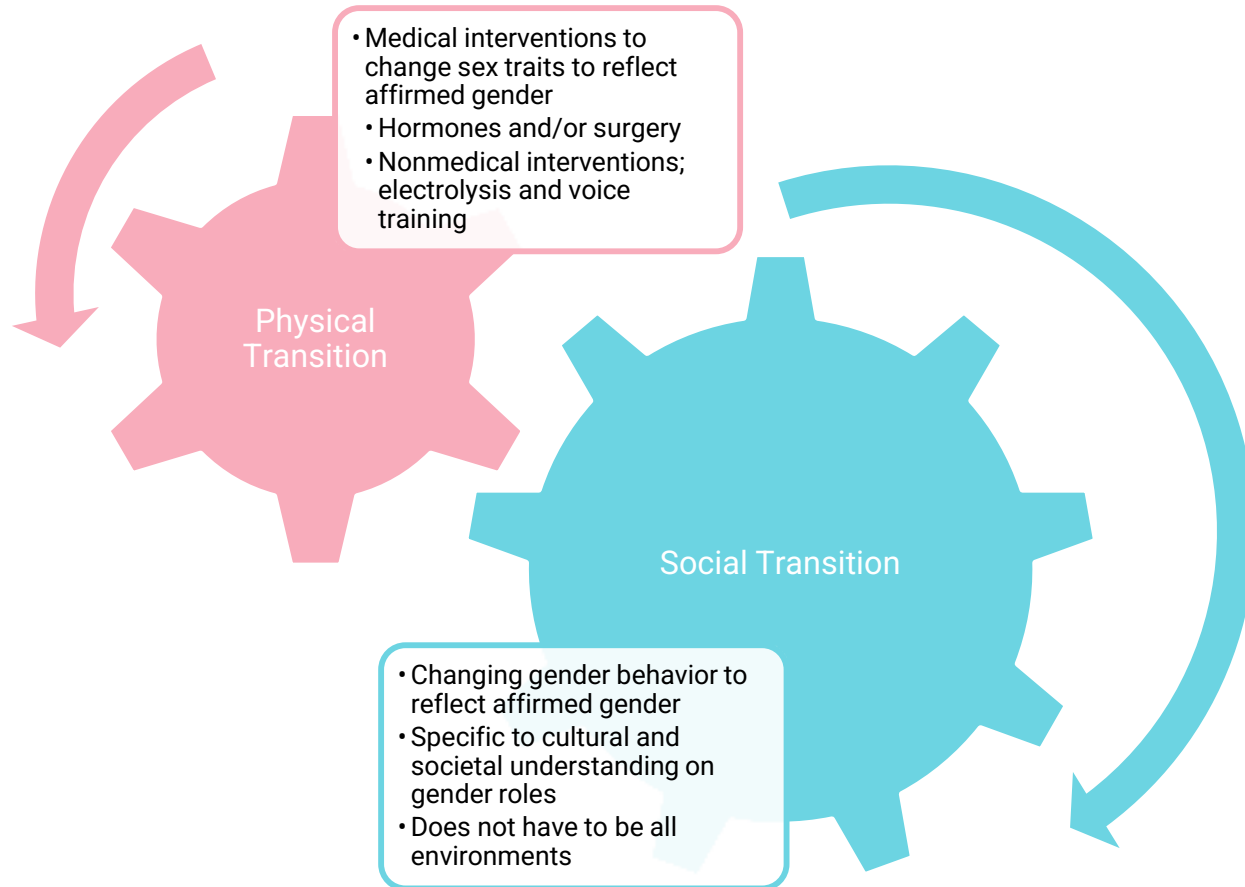 • Medical interventions to
change sex traits to reflect
affirmed gender
• Hormones and/or surgery
• Nonmedical interventions;
electrolysis and voice
training
Physical
Transition
Social Transition
• Changing gender behavior to
reflect affirmed gender
• Specific to cultural and
societal understanding on
gender roles
• Does not have to be all
environments